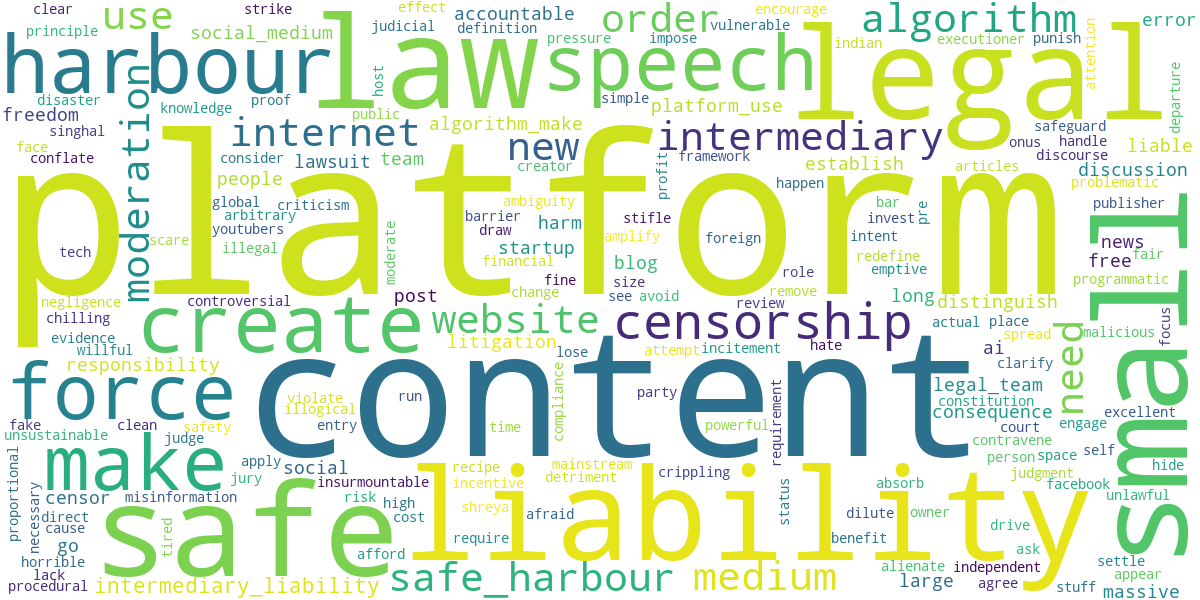 clear
strike
effect
encourage
use
order
algorithm
error
principle
social_medium
judicial
accountable
definition
pressure
impose
vulnerable
indian
executioner
punish
harbour
law
speech
legal
host
attention
departure
disaster
knowledge
proof
public
simple
platform_use
freedom
moderation
singhal
internet
algorithm_make
new
intermediary
safeguard
onus
handle
liable
face
conflate
consider
lawsuit
team
creator
profit
framework
establish
articles
discourse
discussion
people
happen
problematic
platform
global
arbitrary
youtubers
criticism
ambiguity
barrier
draw
harm
stifle
bar
invest
pre
publisher
small
scare
illegal
moderate
startup
amplify
foreign
intent
redefine
news
free
fair
tech
financial
blog
role
emptive
programmatic
negligence
controversial
post
fine
change
size
see
avoid
remove
review
long
distinguish
chilling
create
website
censorship
actual
place
spread
need
malicious
focus
evidence
willful
litigation
lose
attempt
incitement
hate
ai
clarify
responsibility
force
content
compliance
party
requirement
legal_team
constitution
consequence
violate
illogical
run
excellent
fake
clean
safety
entry
time
powerful
court
engage
unsustainable
judge
contravene
make
jury
apply
social
recipe
mainstream
crippling
person
space
self
hide
proportional
insurmountable
incentive
detriment
status
absorb
judgment
facebook
censor
misinformation
safe
risk
high
liability
unlawful
necessary
direct
cause
cost
shreya
afraid
dilute
owner
drive
go
tired
afford
require
benefit
ask
horrible
settle
lack
alienate
independent
appear
procedural
intermediary_liability
safe_harbour
medium
large
agree
stuff
massive